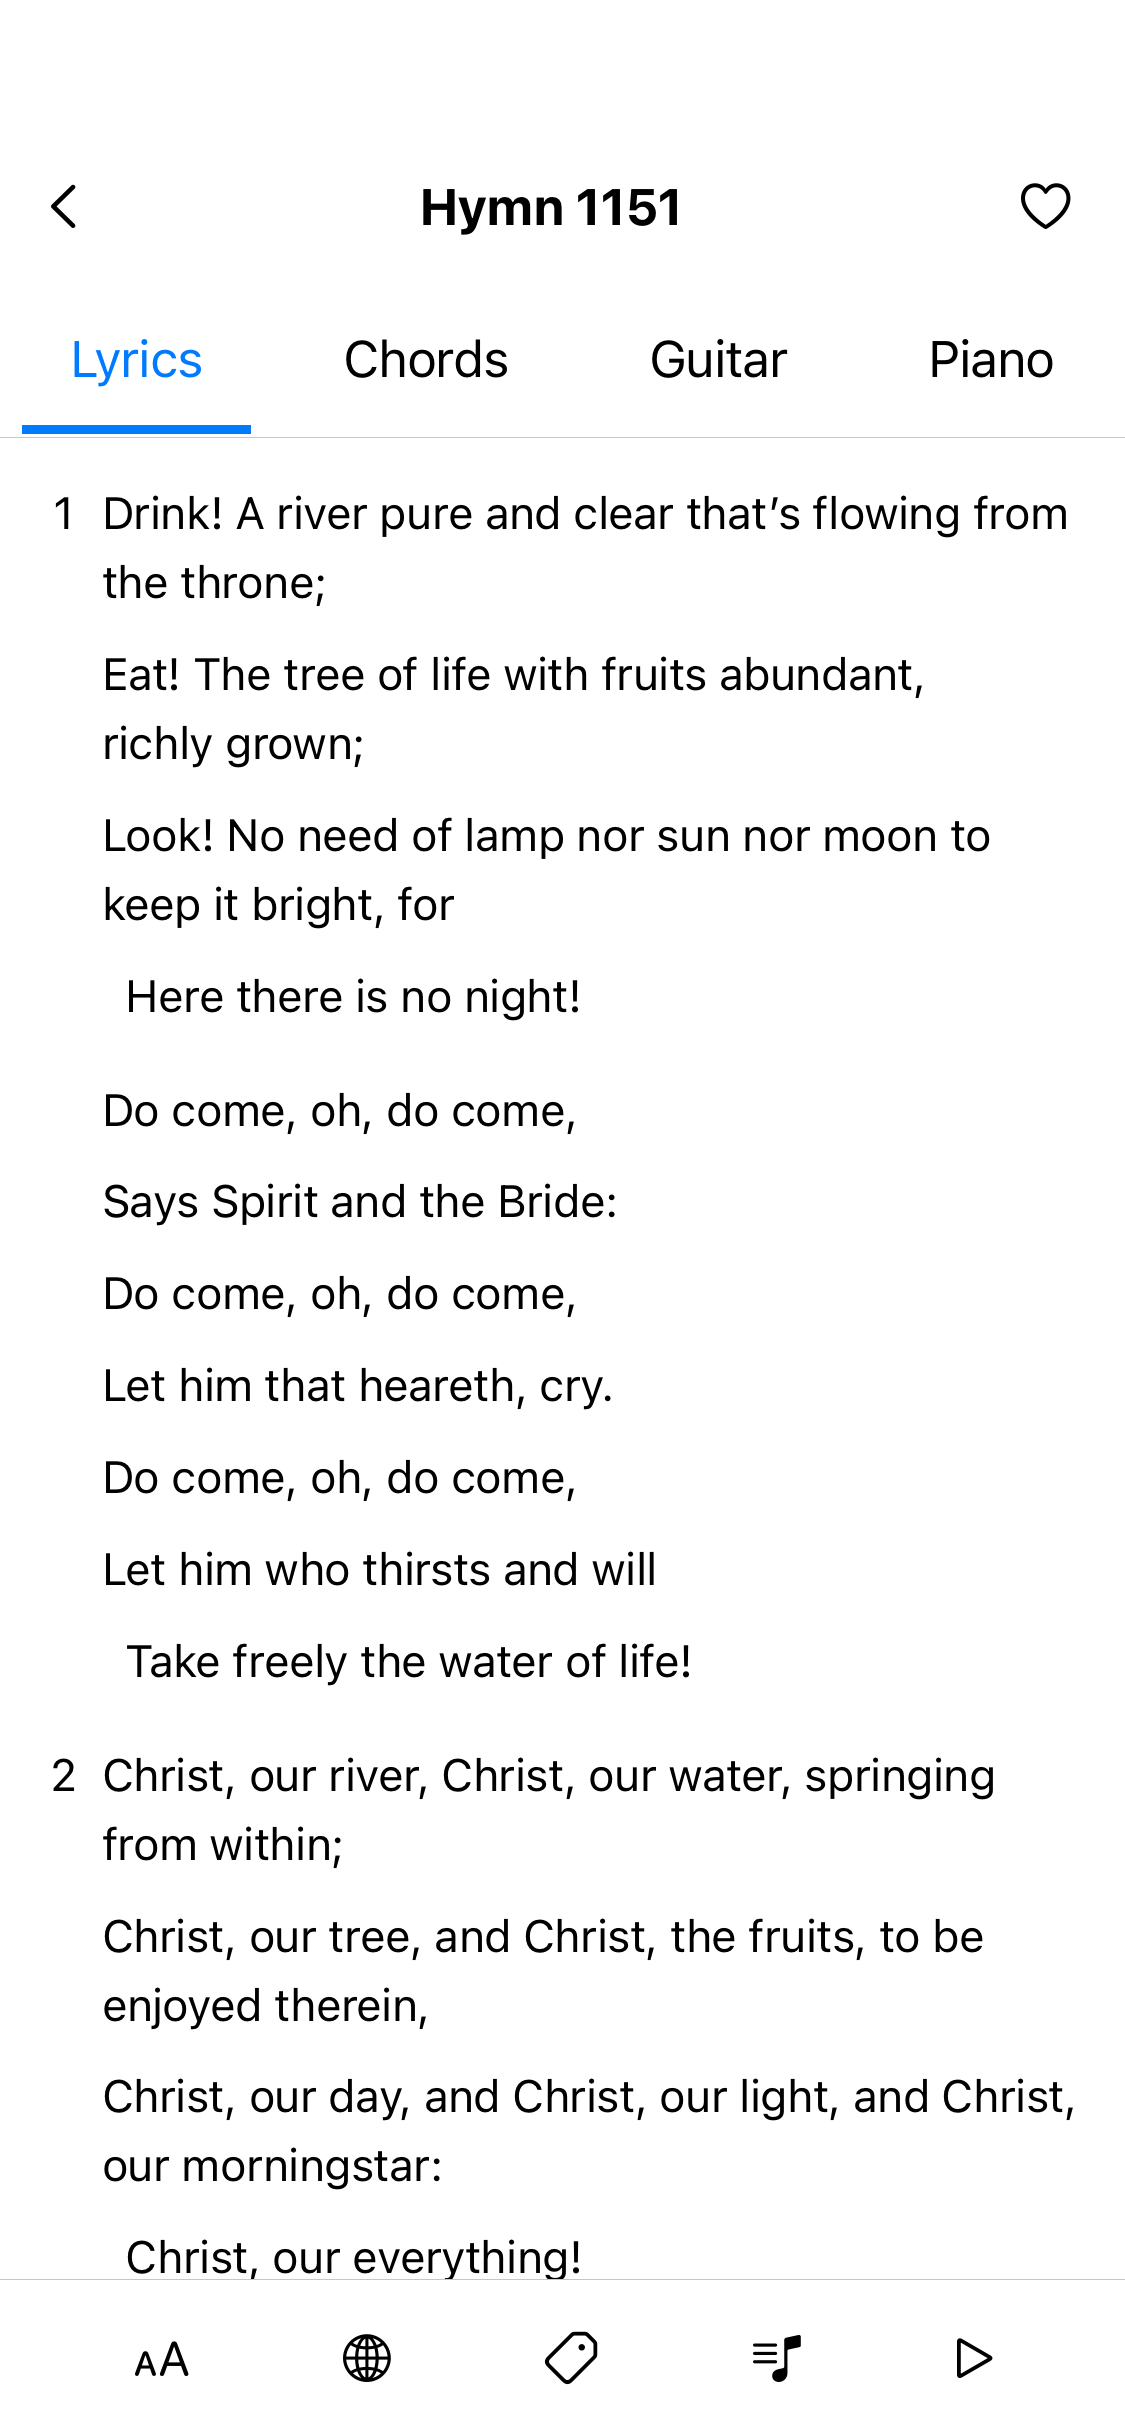 Hymn 1151
Lyrics Chords Guitar Piano
1 Drink! A river pure and clear that’s flowing from
the throne;
Eat! The tree of life with fruits abundant,
richly grown;
Look! No need of lamp nor sun nor moon to
keep it bright, for
Here there is no night!
Do come, oh, do come,
Says Spirit and the Bride:
Do come, oh, do come,
Let him that heareth, cry.
Do come, oh, do come,
Let him who thirsts and will
Take freely the water of life!
2 Christ, our river, Christ, our water, springing
from within;
Christ, our tree, and Christ, the fruits, to be
enjoyed therein,
Christ, our day, and Christ, our light, and Christ,
our morningstar:
Christ, our everything!
AA